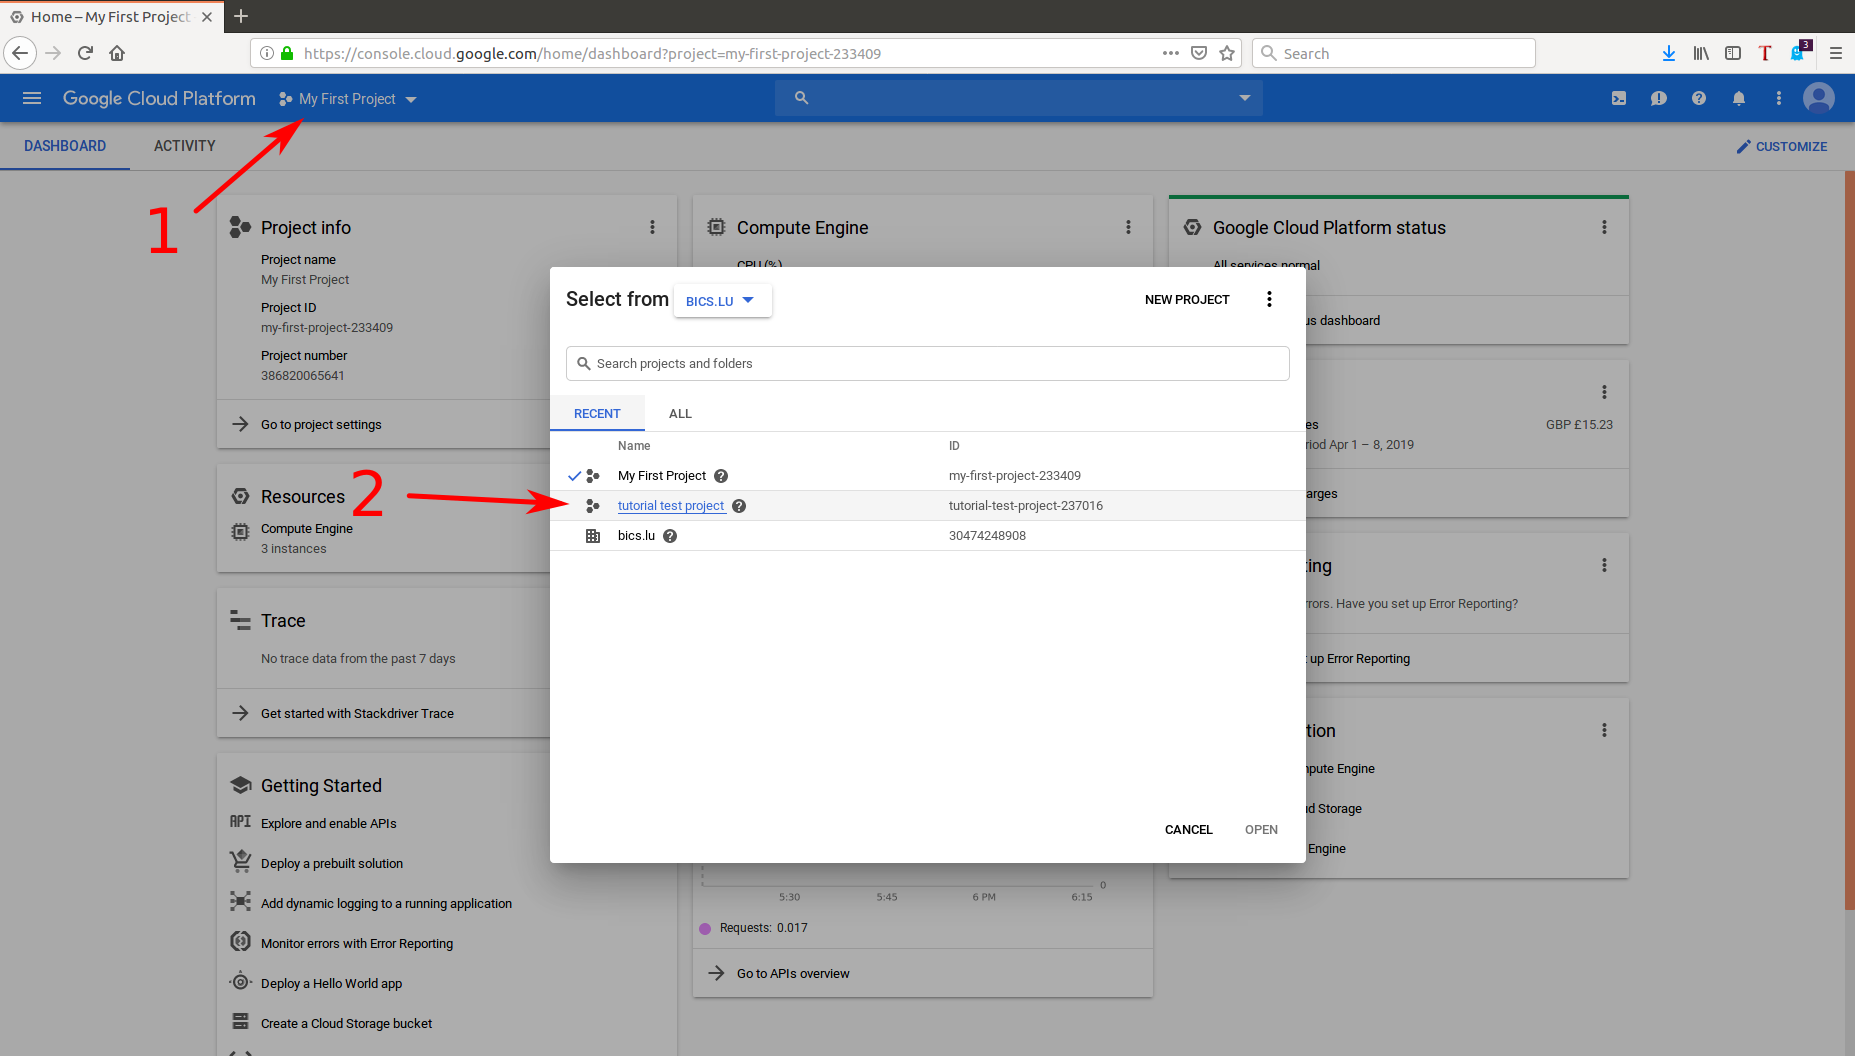 Home – My First Project
https://console.cloud.google.com/home/dashboard?project=my-first-project-233409
Search
3
Google Cloud Platform
My First Project
DASHBOARD
ACTIVITY
CUSTOMIZE
1
Project info
Project name
My First Project
Project ID
my-first-project-233409
Project number
386820065641
Go to project settings
Resources
2
Compute Engine
3 instances
Trace
No trace data from the past 7 days
Get started with Stackdriver Trace
Getting Started
API
Explore and enable APIs
Deploy a prebuilt solution
Add dynamic logging to a running application
Monitor errors with Error Reporting
Deploy a Hello World app
Create a Cloud Storage bucket
Compute Engine
CPU (%)
Select from
BICS.LU
NEW PROJECT
Search projects and folders
RECENT
ALL
Name
ID
My First Project
my-first-project-233409
tutorial test project
tutorial-test-project-237016
bics.lu
30474248908
CANCEL
OPEN
0
5:30
5:45
6 PM
6:15
Requests: 0.017
Go to APIs overview
Google Cloud Platform status
All services normal
us dashboard
es
GBP £15.23
riod Apr 1 – 8, 2019
arges
ting
rors. Have you set up Error Reporting?
up Error Reporting
tion
mpute Engine
ud Storage
Engine